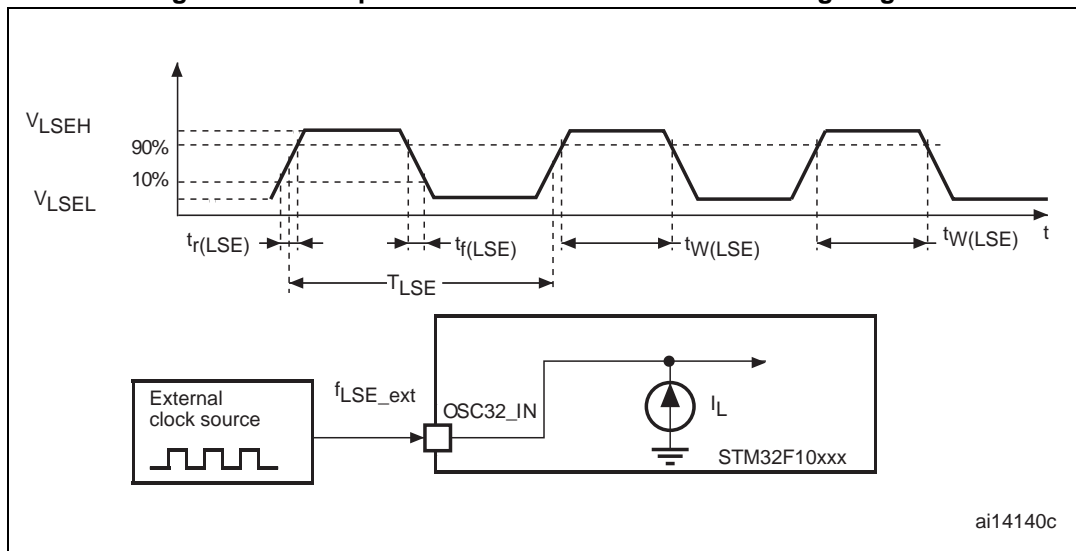 VLSEH
90%
10%
VLSEL
tr(LSE)
tf(LSE)
tW(LSE)
tW(LSE)
t
TLSE
External
clock source
fLSE_ext
OSC32_IN
IL
STM32F10xxx
ai14140c